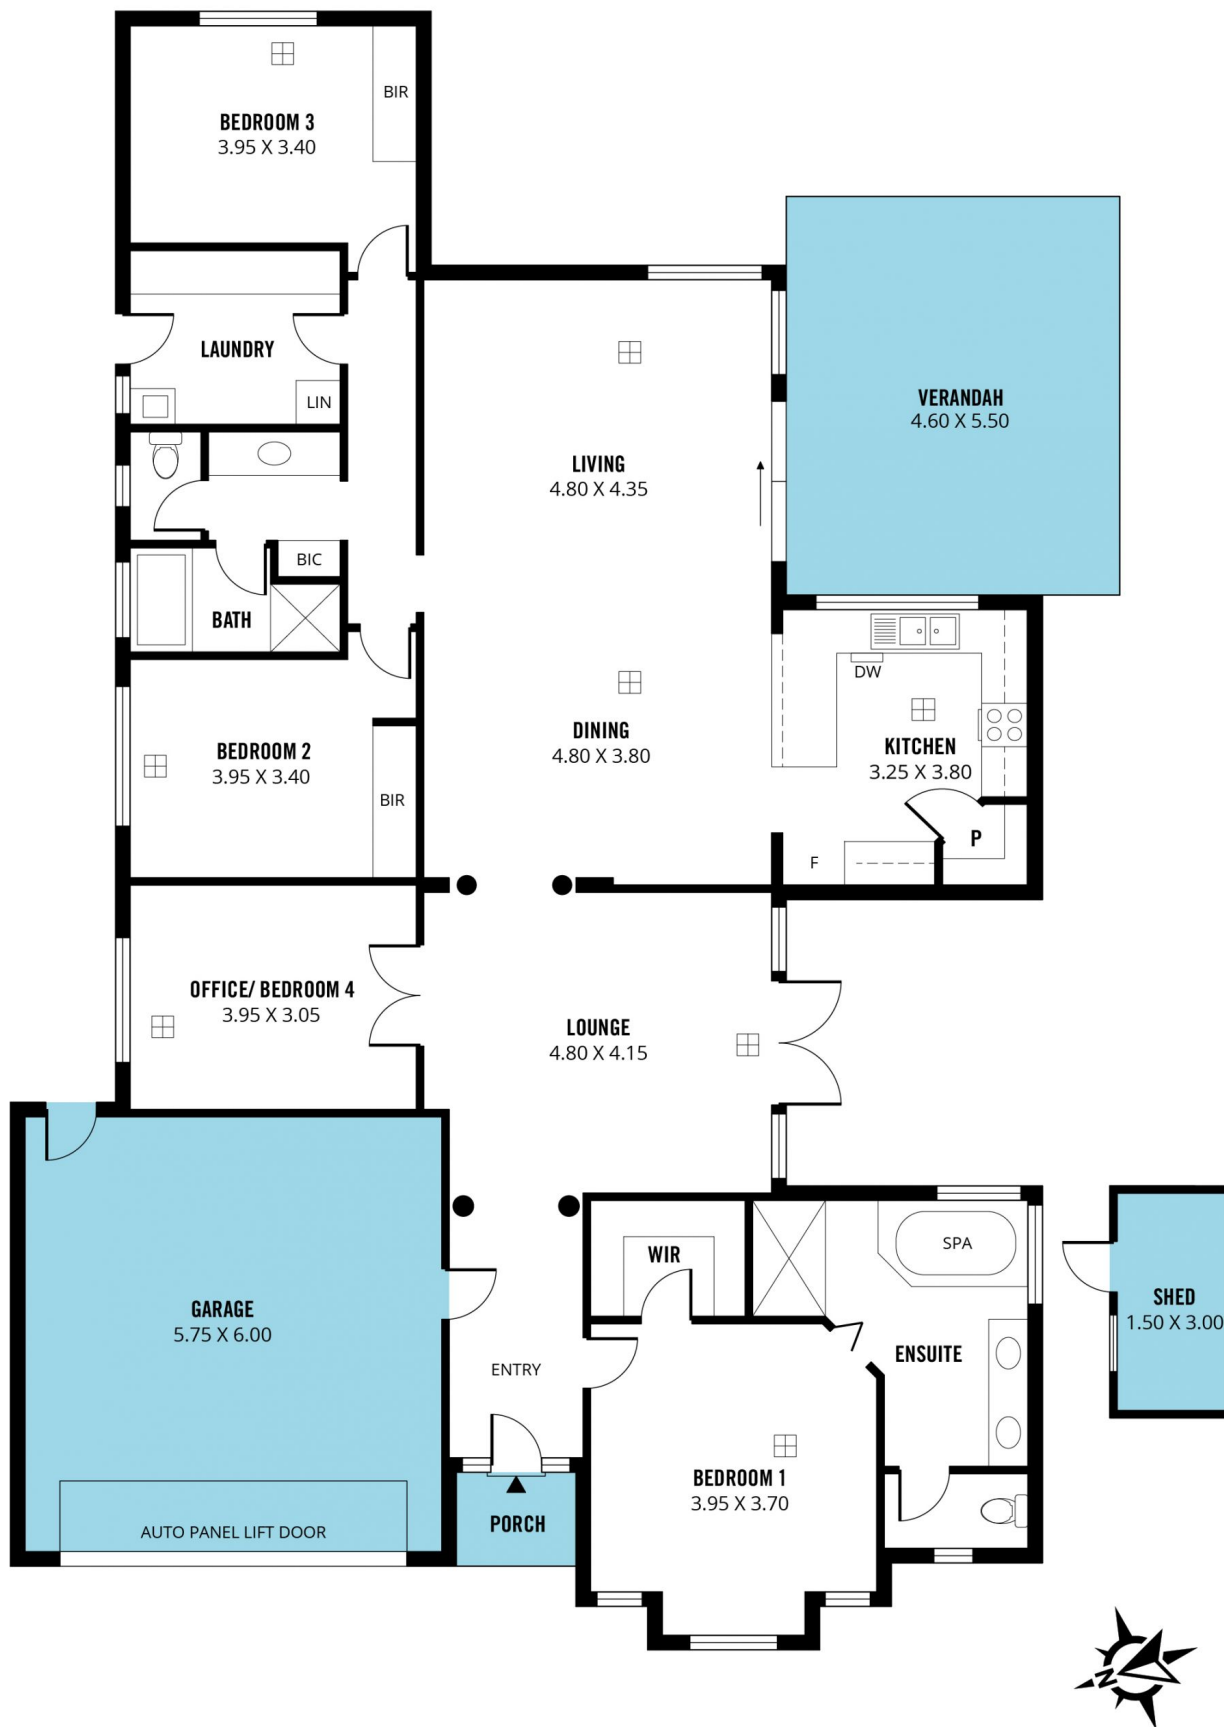 BIR
BEDROOM 3
3.95 X 3.40
LAUNDRY
LIN
VERANDAH
4.60 X 5.50
LIVING
4.80 X 4.35
BIC
BATH
DW
DINING
4.80 X 3.80
KITCHEN
3.25 X 3.80
BEDROOM 2
3.95 X 3.40
BIR
P
F
OFFICE/ BEDROOM 4
3.95 X 3.05
LOUNGE
4.80 X 4.15
WIR
SPA
GARAGE
5.75 X 6.00
SHED
1.50 X 3.00
ENTRY
ENSUITE
BEDROOM 1
3.95 X 3.70
PORCH
AUTO PANEL LIFT DOOR
N